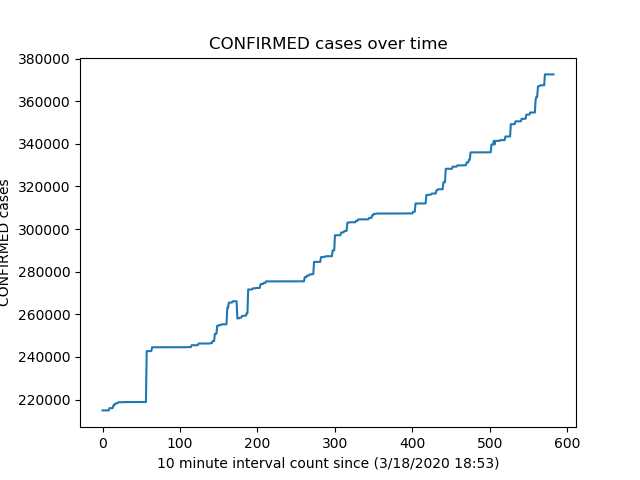 CONFIRMED cases over time
380000
360000
340000
320000
300000
280000
260000
240000
220000
CONFIRMED cases
0 100 200 300 400 500 600
10 minute interval count since (3/18/2020 18:53)